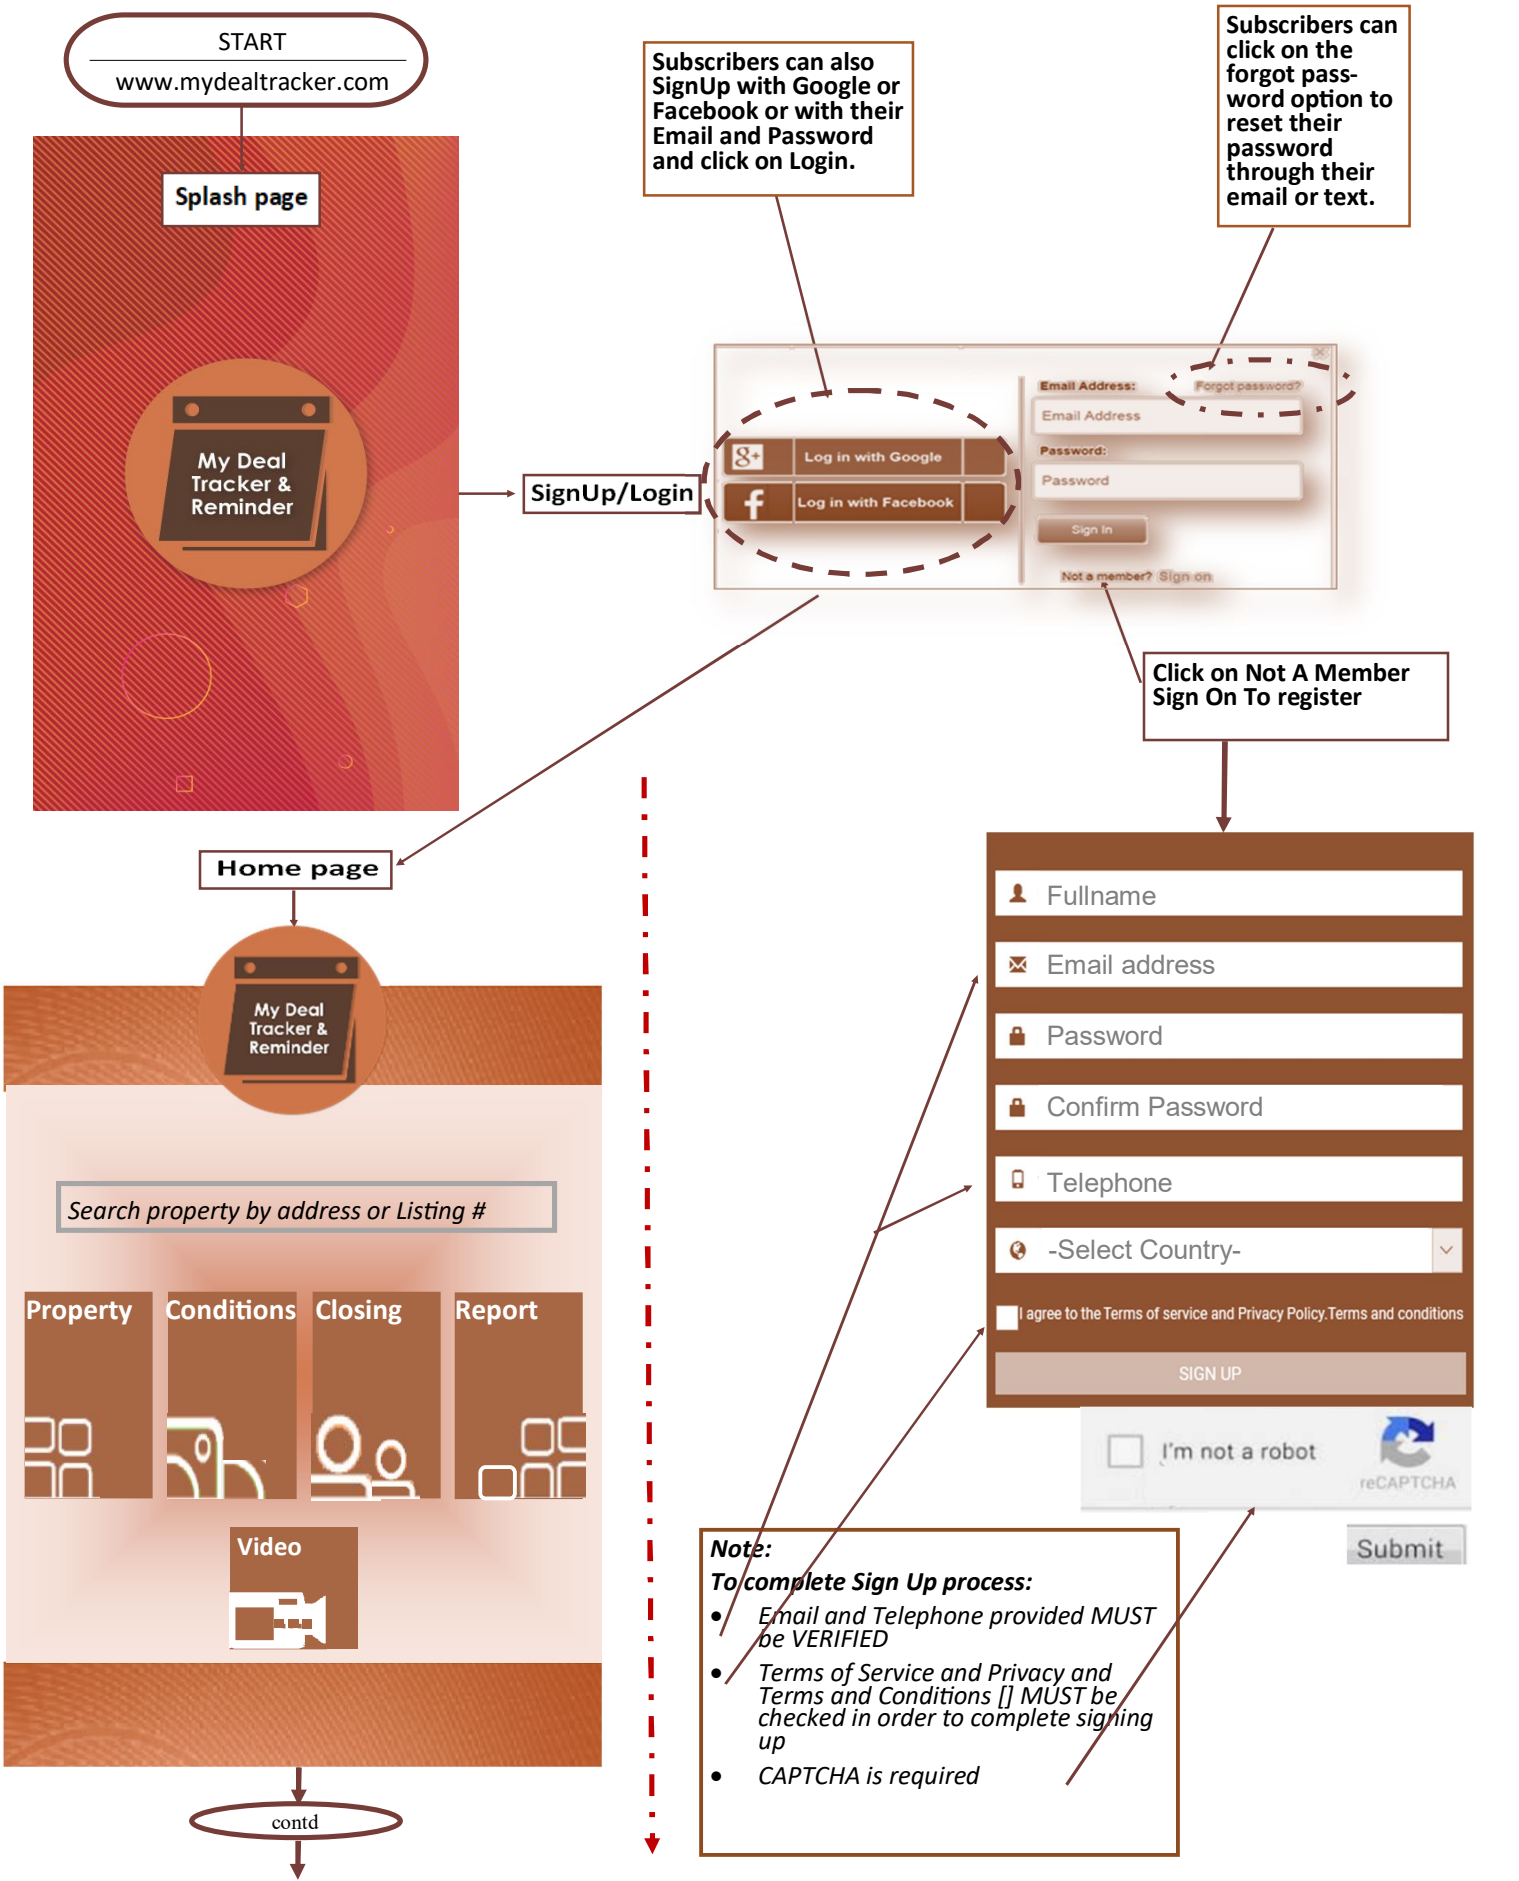 START
www.mydealtracker.com
Splash page
My Deal
Tracker &
Reminder
Subscribers can also
SignUp with Google or
Facebook or with their
Email and Password
and click on Login.
Subscribers can
click on the
forgot pass-
word option to
reset their
password
through their
email or text.
SignUp/Login
g+ Log in with Google
f Log in with Facebook
Email Address: Forgot password?
Email Address
Password:
Password
Sign In
Not a member? Sign on
Click on Not A Member
Sign On To register
Home page
My Deal
Tracker &
Reminder
Search property by address or Listing #
Property Conditions Closing Report
Video
contd
Fullname
Email address
Password
Confirm Password
Telephone
-Select Country-
I agree to the Terms of service and Privacy Policy.Terms and conditions
SIGN UP
I'm not a robot
reCAPTCHA
Submit
Note:
To complete Sign Up process:
• Email and Telephone provided MUST
be VERIFIED
• Terms of Service and Privacy and
Terms and Conditions [] MUST be
checked in order to complete signing
up
• CAPTCHA is required